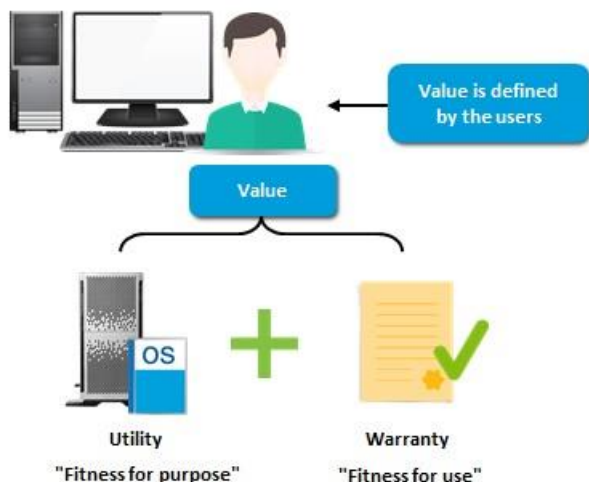 Value is defined
by the users
Value
OS
Utility
Warranty
"Fitness for purpose"
"Fitness for use"